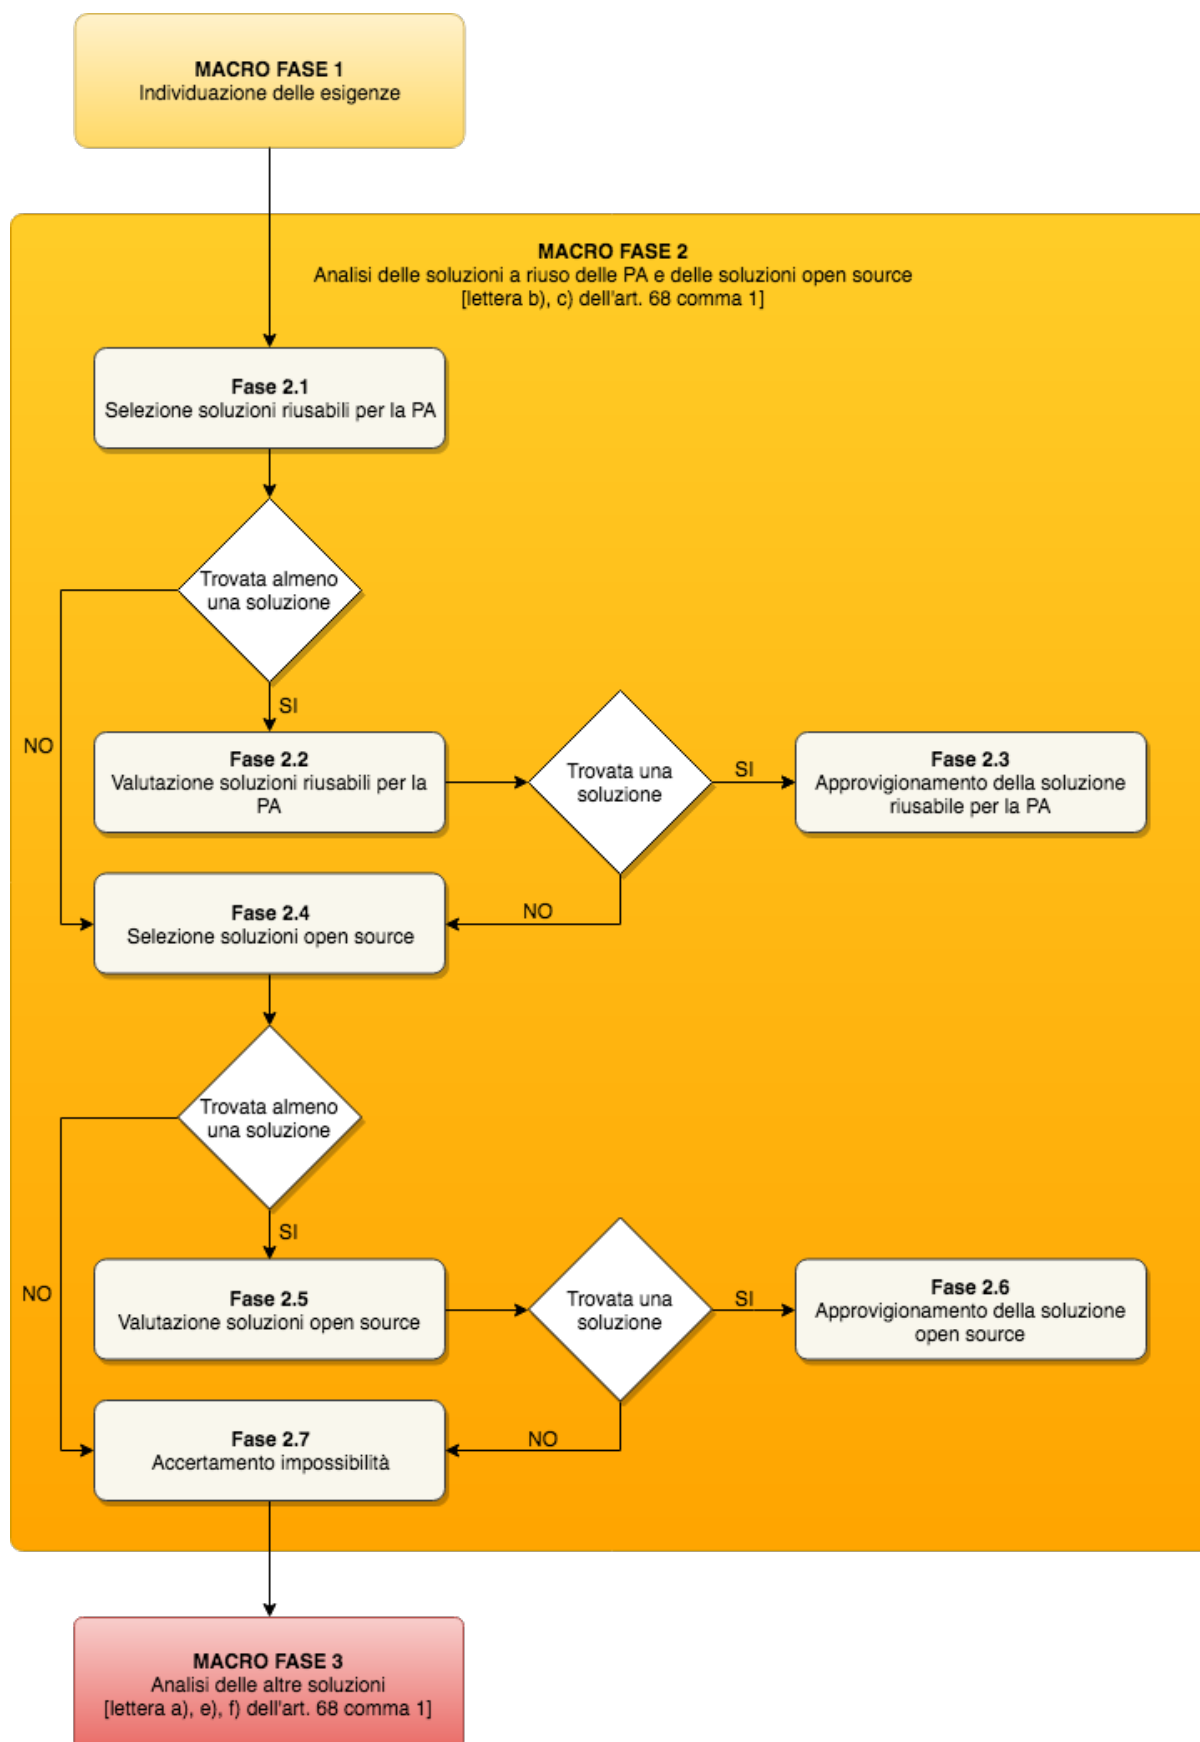 MACRO FASE 1
Individuazione delle esigenze
MACRO FASE 2
Analisi delle soluzioni a riuso delle PA e delle soluzioni open source
[lettera b), c) dell'art. 68 comma 1]
Fase 2.1
Selezione soluzioni riusabili per la PA
Trovata almeno
una soluzione
SI
NO
Fase 2.2
Valutazione soluzioni riusabili per la
PA
Trovata una
soluzione
SI
Fase 2.3
Approvigionamento della soluzione
riusabile per la PA
NO
Fase 2.4
Selezione soluzioni open source
Trovata almeno
una soluzione
SI
NO
Fase 2.5
Valutazione soluzioni open source
Trovata una
soluzione
SI
Fase 2.6
Approvigionamento della soluzione
open source
NO
Fase 2.7
Accertamento impossibilità
MACRO FASE 3
Analisi delle altre soluzioni
[lettera a), e), f) dell'art. 68 comma 1]